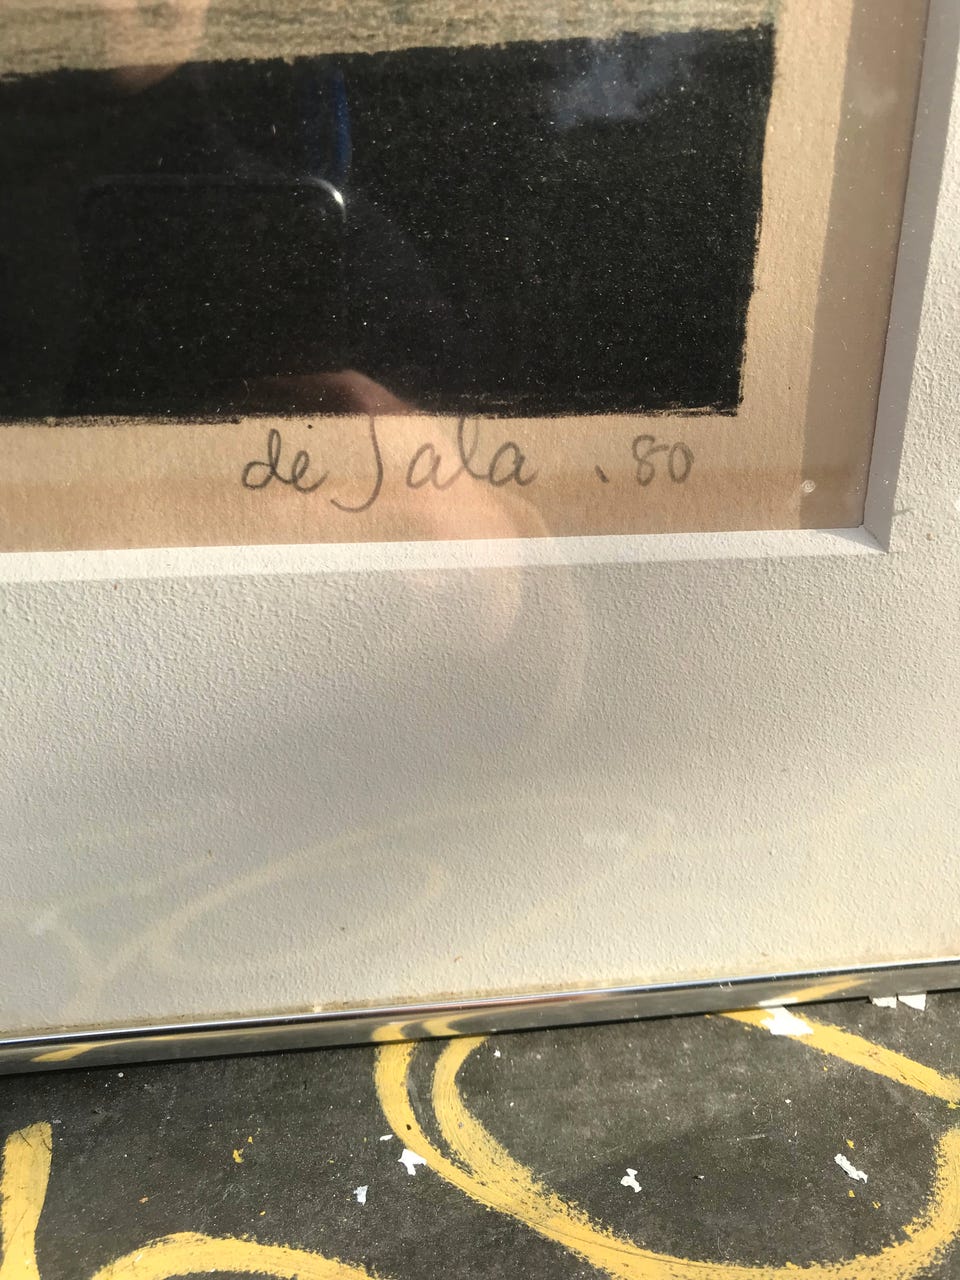 de Sala . 80